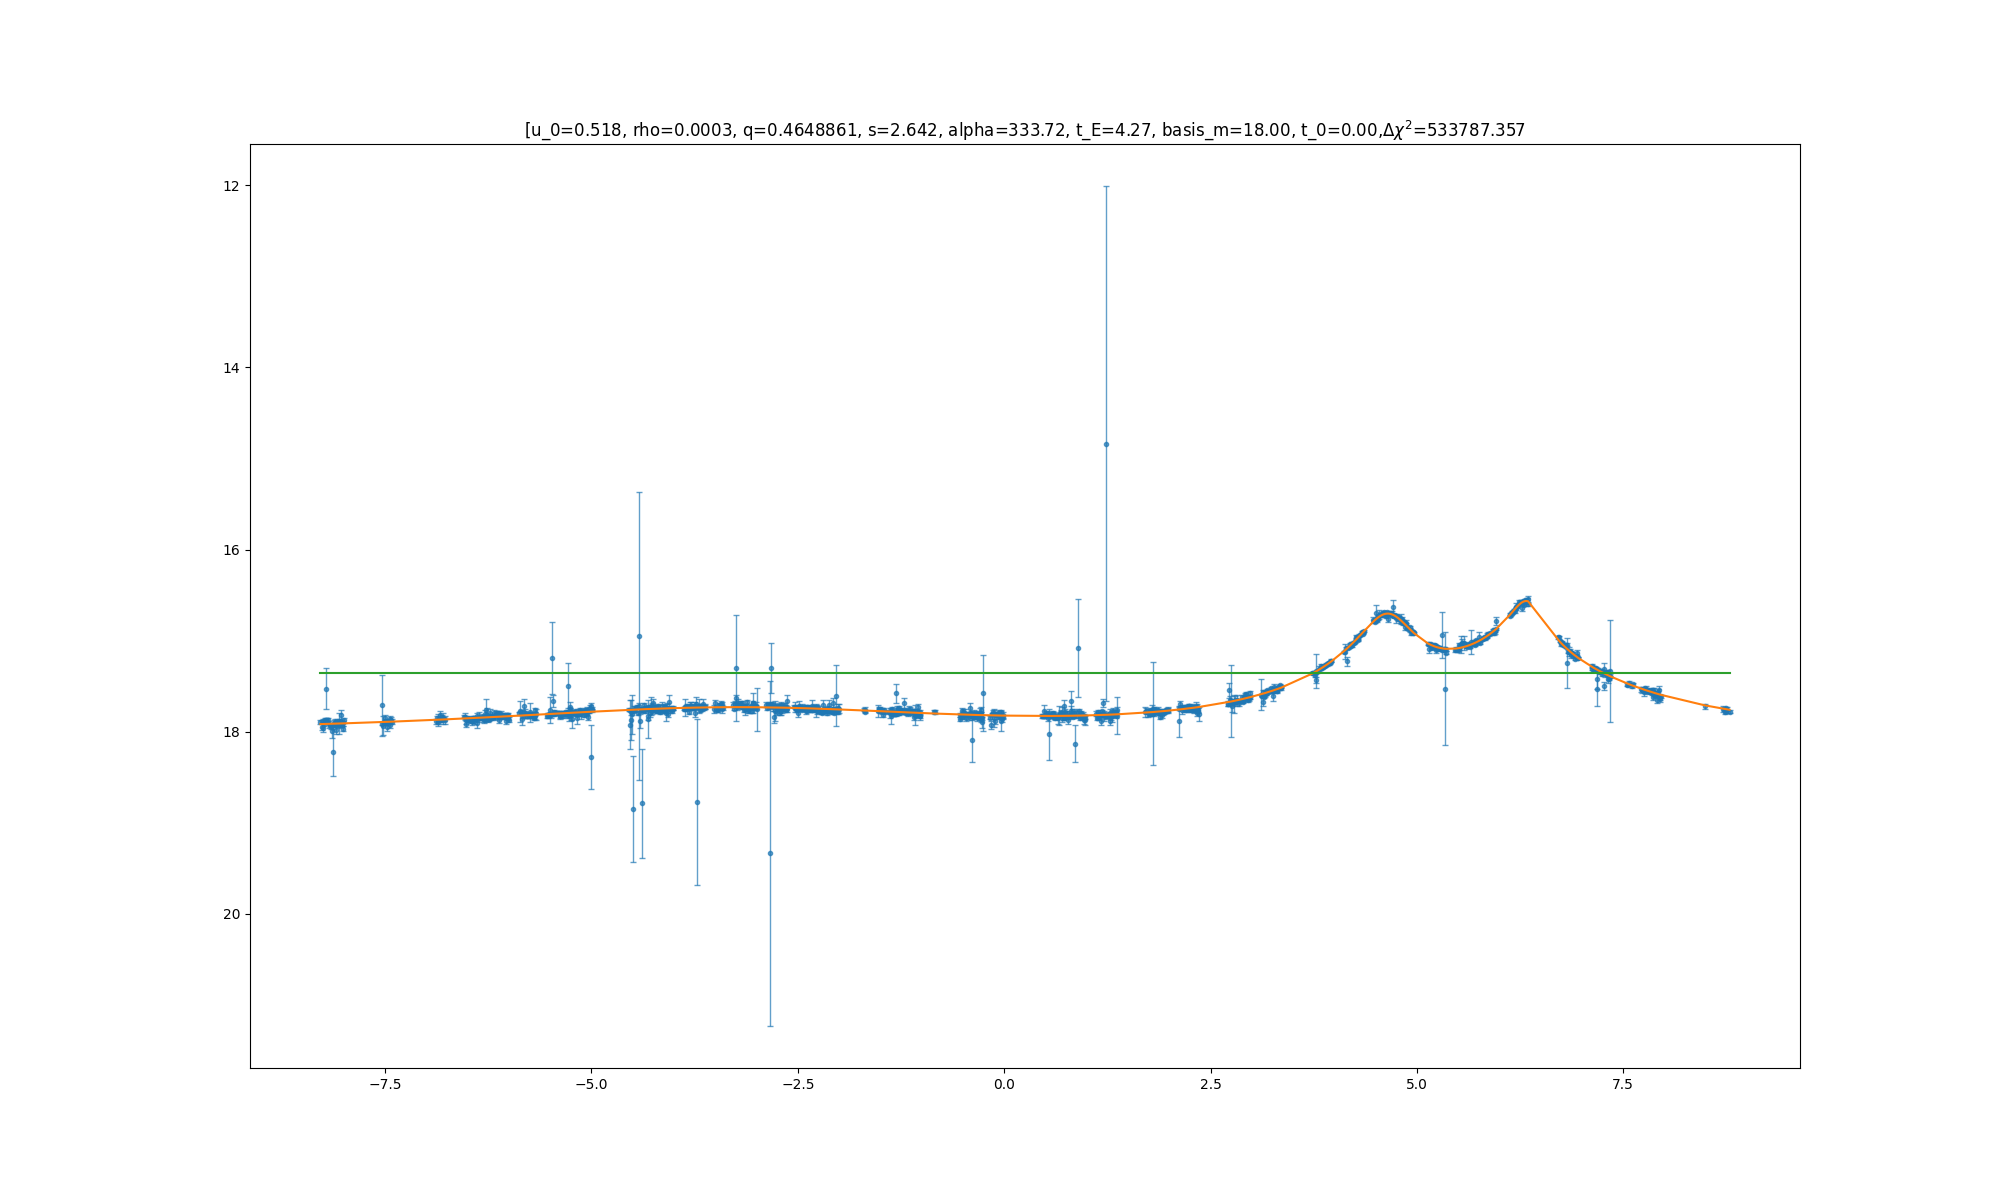 [u_0=0.518, rho=0.0003, q=0.4648861, s=2.642, alpha=333.72, t_E=4.27, basis_m=18.00, t_0=0.00,Δχ²=533787.357
12
14
16
18
20
−7.5 −5.0 −2.5 0.0 2.5 5.0 7.5